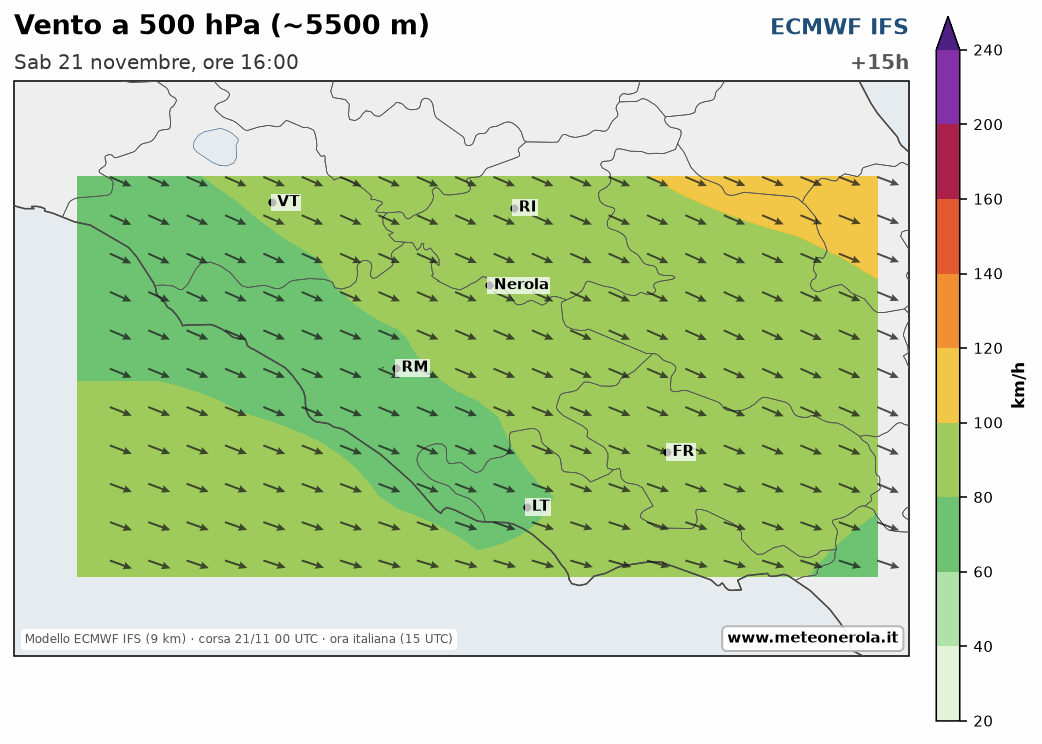 Vento a 500 hPa (~5500 m)
ECMWF IFS
Sab 21 novembre, ore 16:00
+15h
VT
RI
Nerola
RM
FR
LT
240
200
160
140
120
100
80
60
40
20
km/h
Modello ECMWF IFS (9 km) · corsa 21/11 00 UTC · ora italiana (15 UTC)
www.meteonerola.it